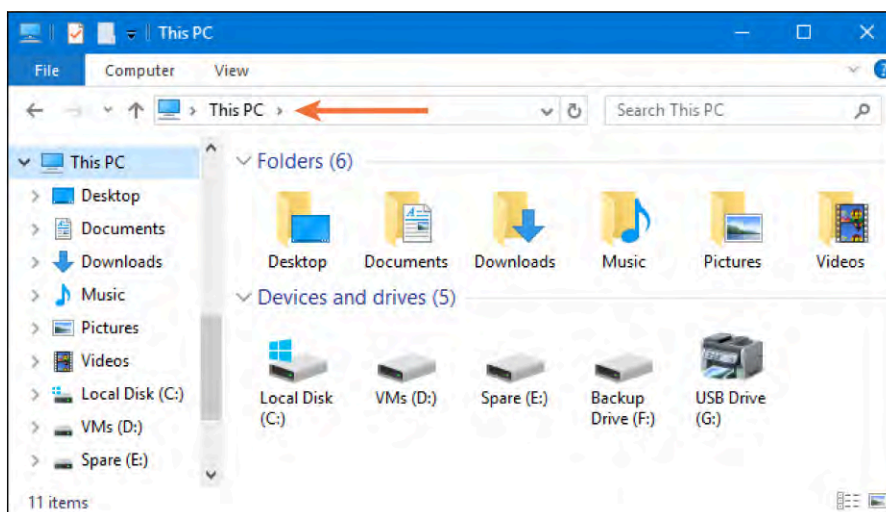 This PC
File Computer View
This PC
Search This PC
This PC
Desktop
Documents
Downloads
Music
Pictures
Videos
Local Disk (C:)
VMs (D:)
Spare (E:)
Folders (6)
Desktop Documents Downloads Music Pictures Videos
Devices and drives (5)
Local Disk (C:)
VMs (D:)
Spare (E:)
Backup Drive (F:)
USB Drive (G:)
11 items